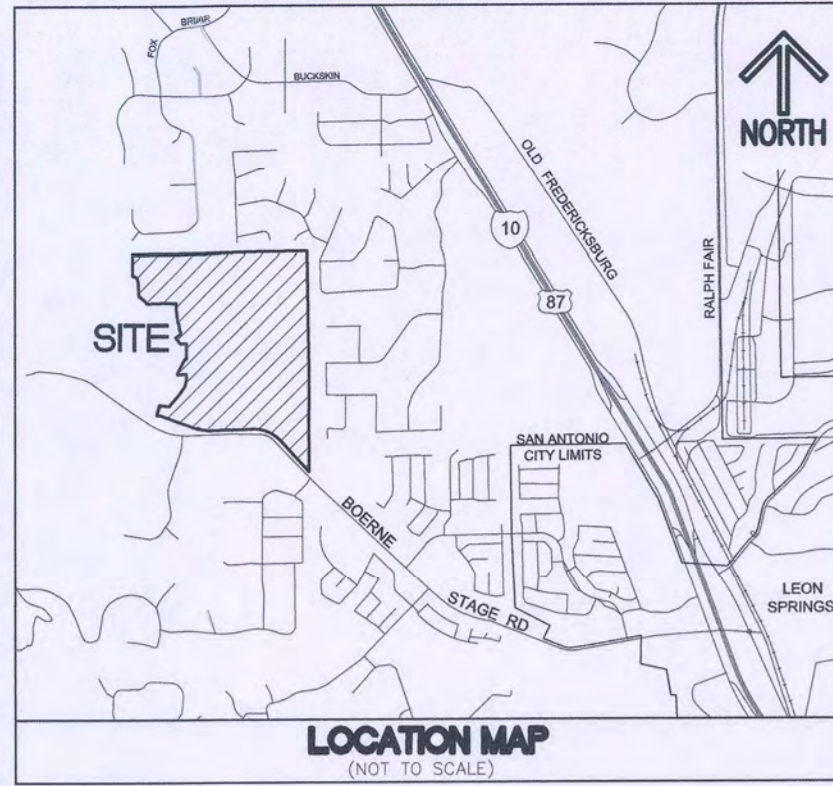 BRIAR
FOX
BUCKSKIN
NORTH
OLD FREDERICKSBURG
10
87
RALPH FAIR
SITE
SAN ANTONIO
CITY LIMITS
BOERNE
STAGE RD
LEON
SPRINGS
LOCATION MAP
(NOT TO SCALE)